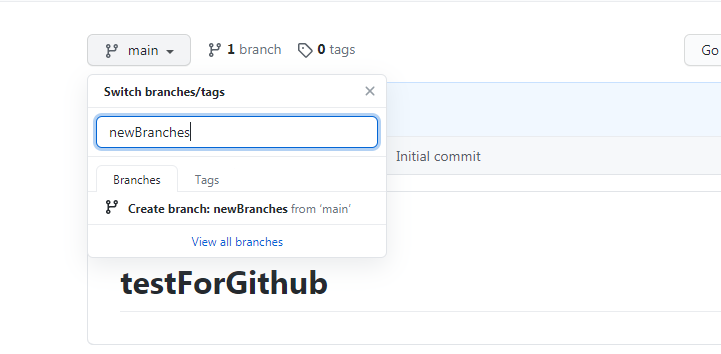 main 1 branch 0 tags Go
Switch branches/tags
newBranches
Initial commit
Branches Tags
Create branch: newBranches from ‘main’
View all branches
testForGithub